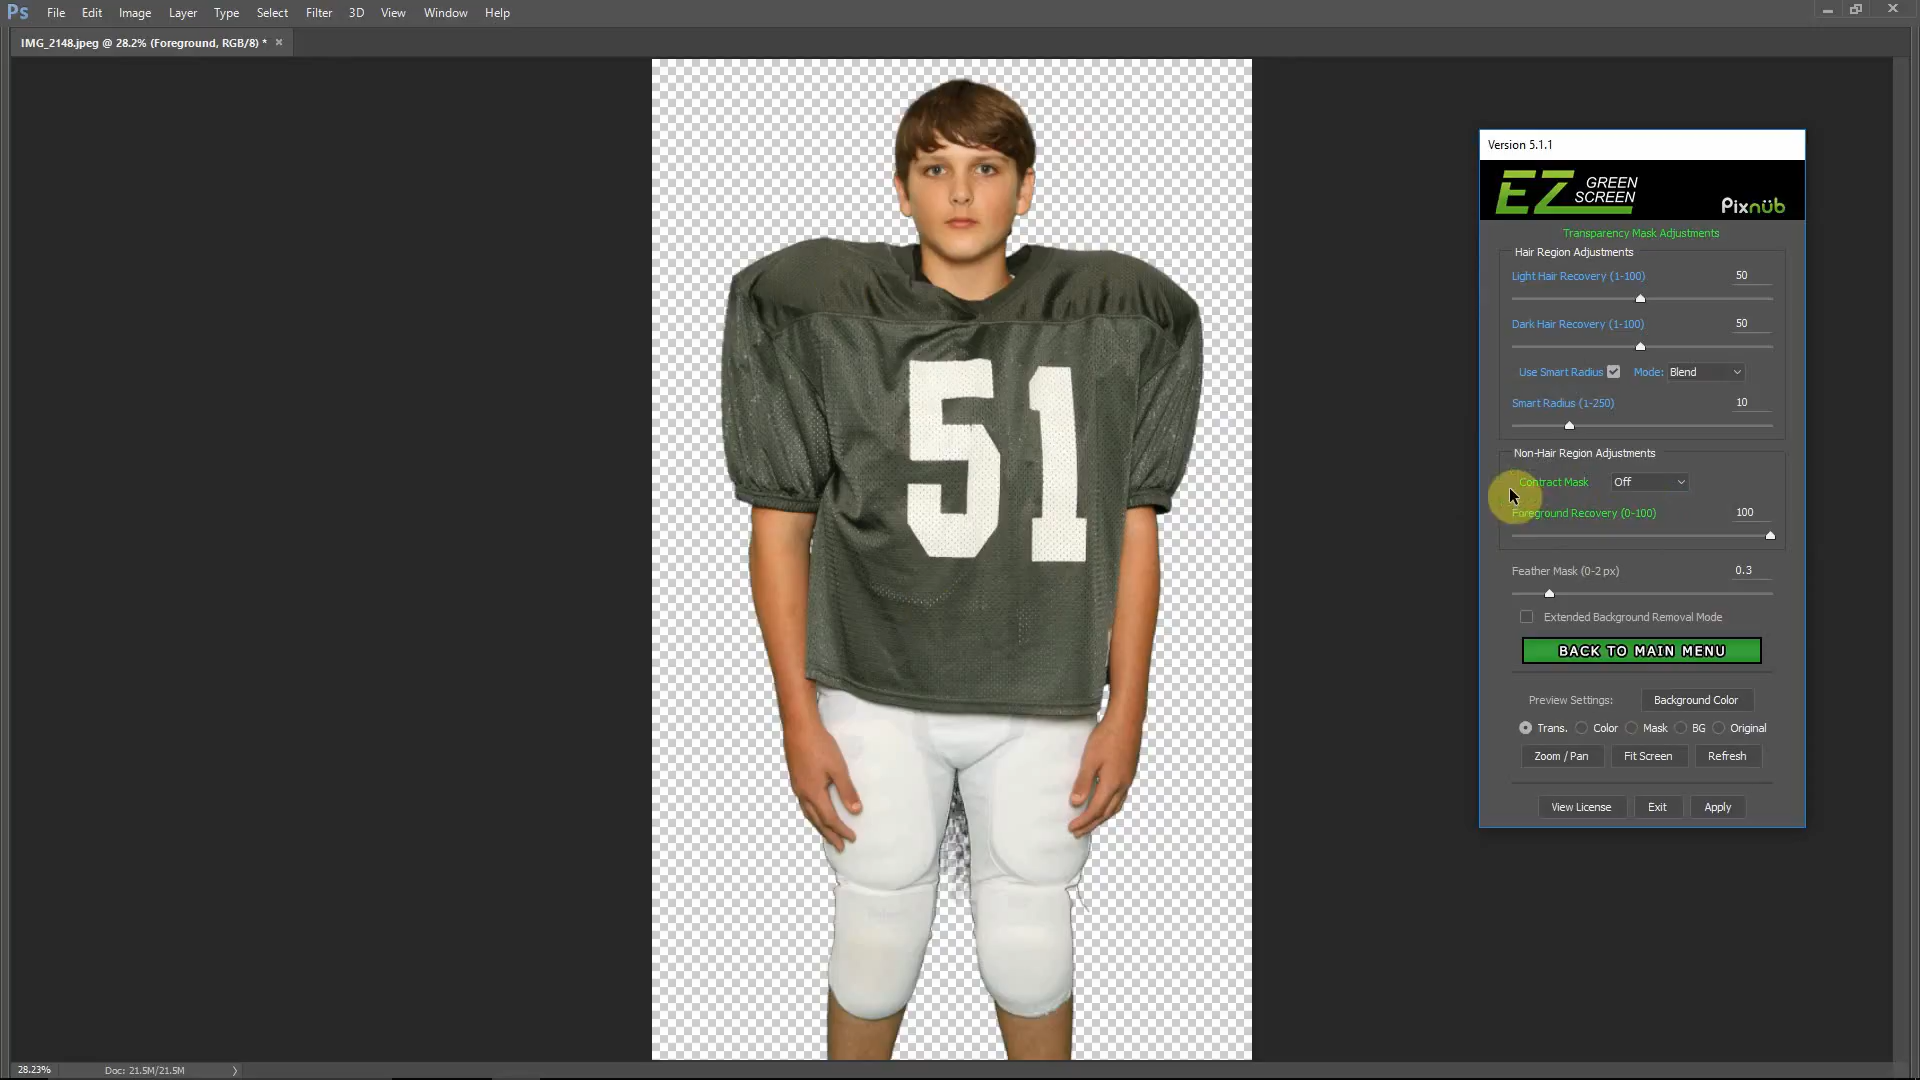 Ps File Edit Image Layer Type Select Filter 3D View Window Help
IMG_2148.jpeg @ 28.2% (Foreground, RGB/8) * ×
Version 5.1.1
EZ GREEN SCREEN Pixnüb
Transparency Mask Adjustments
Hair Region Adjustments
Light Hair Recovery (1-100) 50
Dark Hair Recovery (1-100) 50
Use Smart Radius Mode: Blend
Smart Radius (1-250) 10
Non-Hair Region Adjustments
Contract Mask Off
Foreground Recovery (0-100) 100
Feather Mask (0-2 px) 0.3
Extended Background Removal Mode
BACK TO MAIN MENU
Preview Settings: Background Color
Trans. Color Mask BG Original
Zoom / Pan Fit Screen Refresh
View License Exit Apply
51
28.23% Doc: 21.5M/21.5M